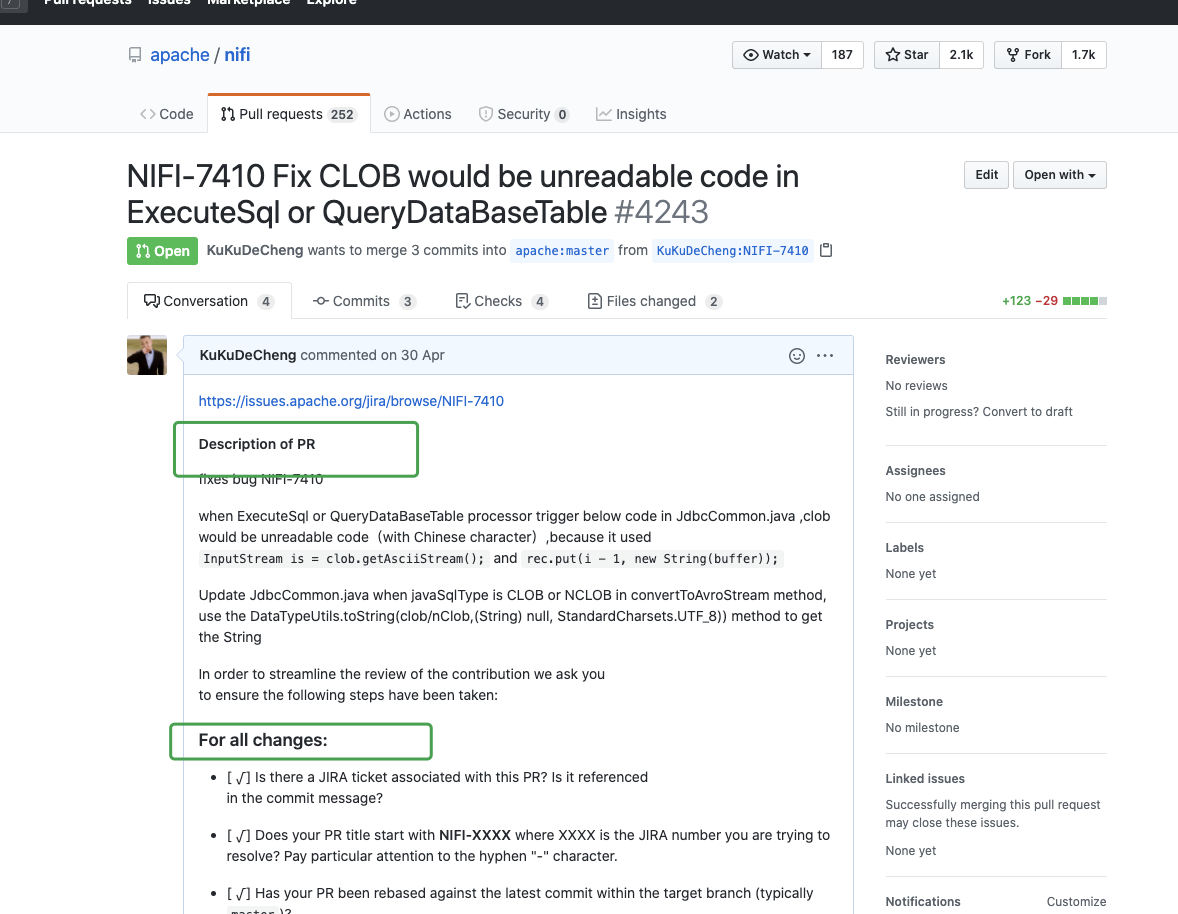 Pull requests Issues Marketplace Explore
apache / nifi
Watch 187 Star 2.1k Fork 1.7k
Code Pull requests 252 Actions Security 0 Insights
NIFI-7410 Fix CLOB would be unreadable code in
ExecuteSql or QueryDataBaseTable #4243
Edit Open with
Open KuKuDeCheng wants to merge 3 commits into apache:master from KuKuDeCheng:NIFI-7410
Conversation 4 Commits 3 Checks 4 Files changed 2 +123 −29
KuKuDeCheng commented on 30 Apr
https://issues.apache.org/jira/browse/NIFI-7410
Description of PR
fixes bug NIFI-7410
when ExecuteSql or QueryDataBaseTable processor trigger below code in JdbcCommon.java ,clob
would be unreadable code（with Chinese character）,because it used
InputStream is = clob.getAsciiStream(); and rec.put(i - 1, new String(buffer));
Update JdbcCommon.java when javaSqlType is CLOB or NCLOB in convertToAvroStream method,
use the DataTypeUtils.toString(clob/nClob,(String) null, StandardCharsets.UTF_8)) method to get
the String
In order to streamline the review of the contribution we ask you
to ensure the following steps have been taken:
For all changes:
• [ √] Is there a JIRA ticket associated with this PR? Is it referenced
in the commit message?
• [ √] Does your PR title start with NIFI-XXXX where XXXX is the JIRA number you are trying to
resolve? Pay particular attention to the hyphen "-" character.
• [ √] Has your PR been rebased against the latest commit within the target branch (typically
master )?
Reviewers
No reviews
Still in progress? Convert to draft
Assignees
No one assigned
Labels
None yet
Projects
None yet
Milestone
No milestone
Linked issues
Successfully merging this pull request
may close these issues.
None yet
Notifications Customize